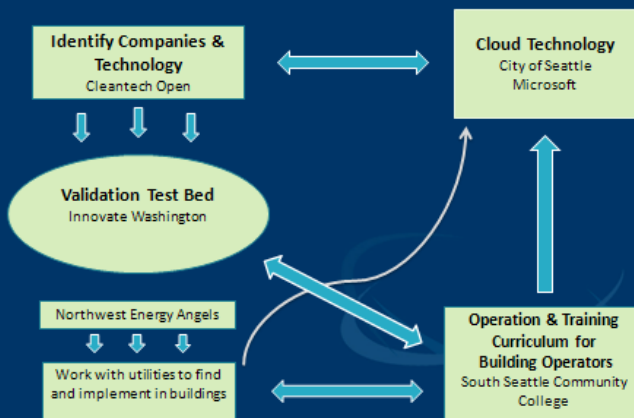 Identify Companies &
Technology
Cleantech Open
Cloud Technology
City of Seattle
Microsoft
Validation Test Bed
Innovate Washington
Northwest Energy Angels
Work with utilities to find
and implement in buildings
Operation & Training
Curriculum for
Building Operators
South Seattle Community
College